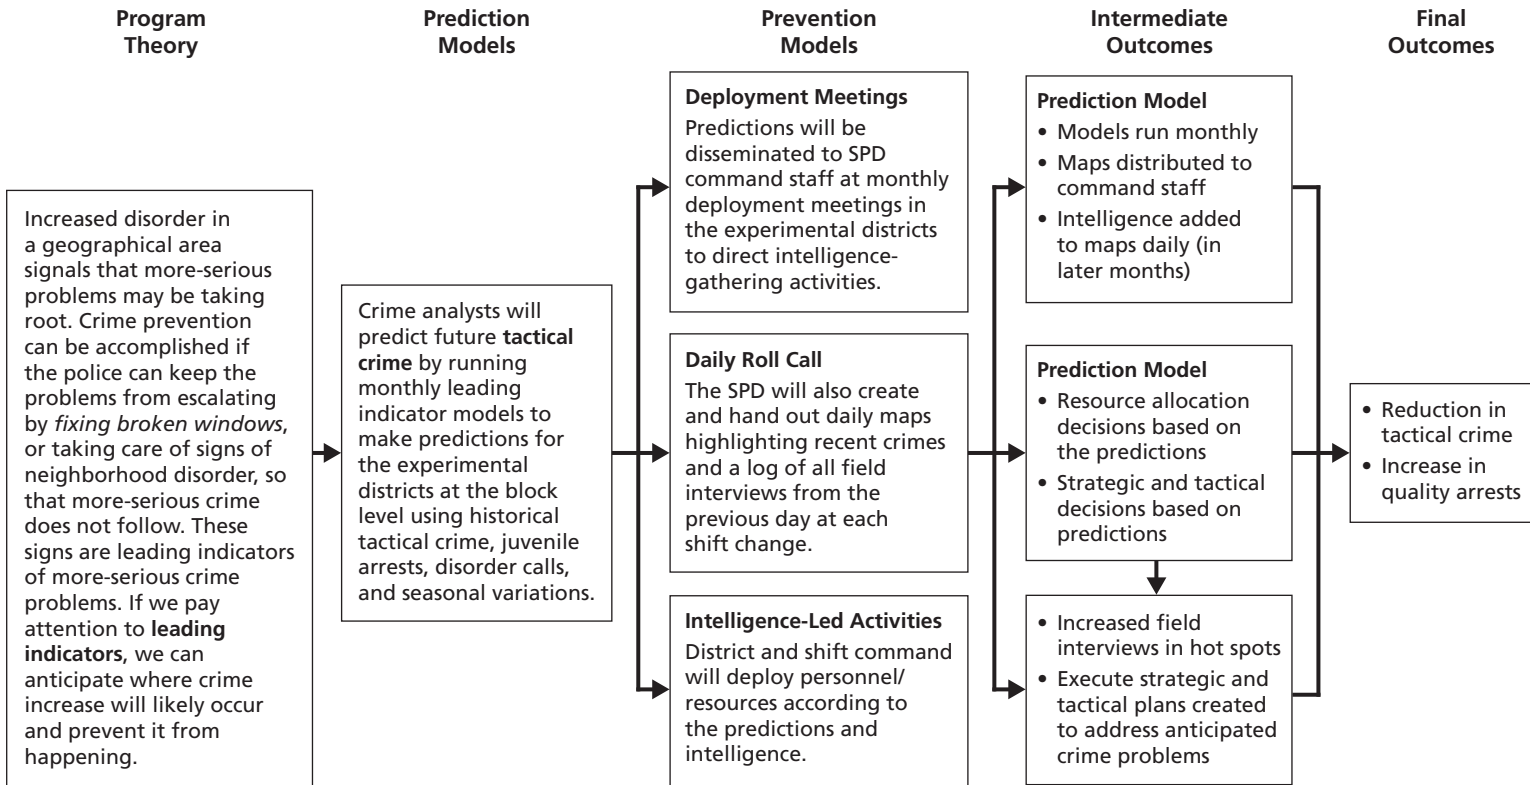 Program
Theory
Prediction
Models
Prevention
Models
Intermediate
Outcomes
Final
Outcomes
Increased disorder in
a geographical area
signals that more-serious
problems may be taking
root. Crime prevention
can be accomplished if
the police can keep the
problems from escalating
by fixing broken windows,
or taking care of signs of
neighborhood disorder, so
that more-serious crime
does not follow. These
signs are leading indicators
of more-serious crime
problems. If we pay
attention to leading
indicators, we can
anticipate where crime
increase will likely occur
and prevent it from
happening.
Crime analysts will
predict future tactical
crime by running
monthly leading
indicator models to
make predictions for
the experimental
districts at the block
level using historical
tactical crime, juvenile
arrests, disorder calls,
and seasonal variations.
Deployment Meetings
Predictions will be
disseminated to SPD
command staff at monthly
deployment meetings in
the experimental districts
to direct intelligence-
gathering activities.
Daily Roll Call
The SPD will also create
and hand out daily maps
highlighting recent crimes
and a log of all field
interviews from the
previous day at each
shift change.
Intelligence-Led Activities
District and shift command
will deploy personnel/
resources according to
the predictions and
intelligence.
Prediction Model
• Models run monthly
• Maps distributed to
command staff
• Intelligence added
to maps daily (in
later months)
Prediction Model
• Resource allocation
decisions based on
the predictions
• Strategic and tactical
decisions based on
predictions
• Increased field
interviews in hot spots
• Execute strategic and
tactical plans created
to address anticipated
crime problems
• Reduction in
tactical crime
• Increase in
quality arrests